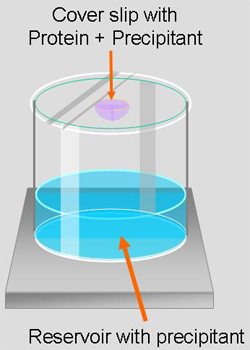 Cover slip with
Protein + Precipitant
Reservoir with precipitant